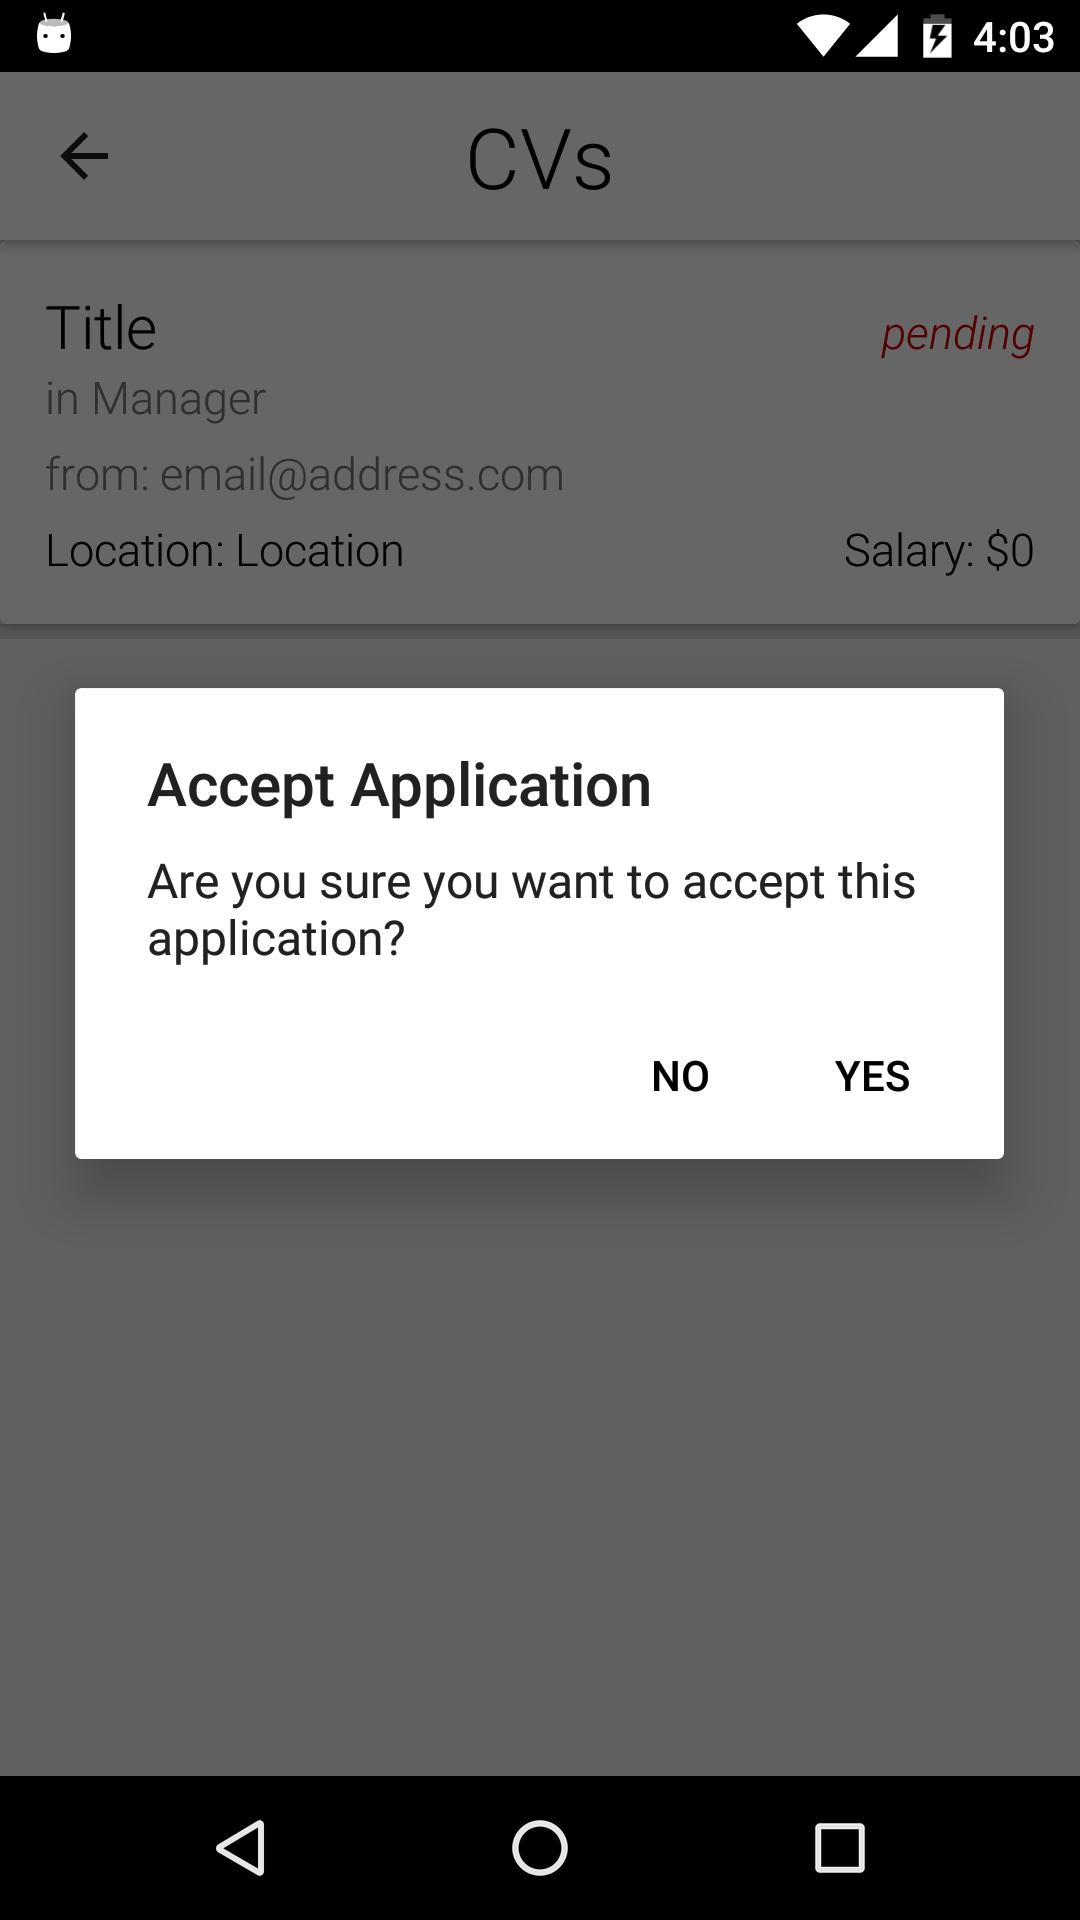 4:03
CVs
Title
pending
in Manager
from: email@address.com
Location: Location
Salary: $0
Accept Application
Are you sure you want to accept this
application?
NO
YES